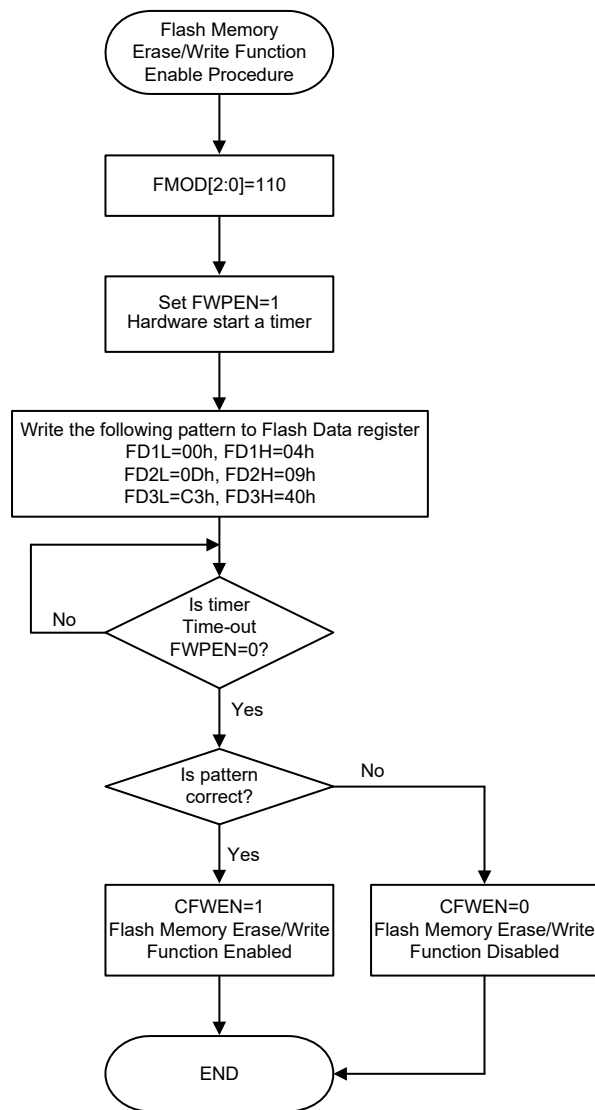 Flash Memory
Erase/Write Function
Enable Procedure
FMOD[2:0]=110
Set FWPEN=1
Hardware start a timer
Write the following pattern to Flash Data register
FD1L=00h, FD1H=04h
FD2L=0Dh, FD2H=09h
FD3L=C3h, FD3H=40h
Is timer
Time-out
FWPEN=0?
No
Yes
Is pattern
correct?
No
Yes
CFWEN=1
Flash Memory Erase/Write
Function Enabled
CFWEN=0
Flash Memory Erase/Write
Function Disabled
END